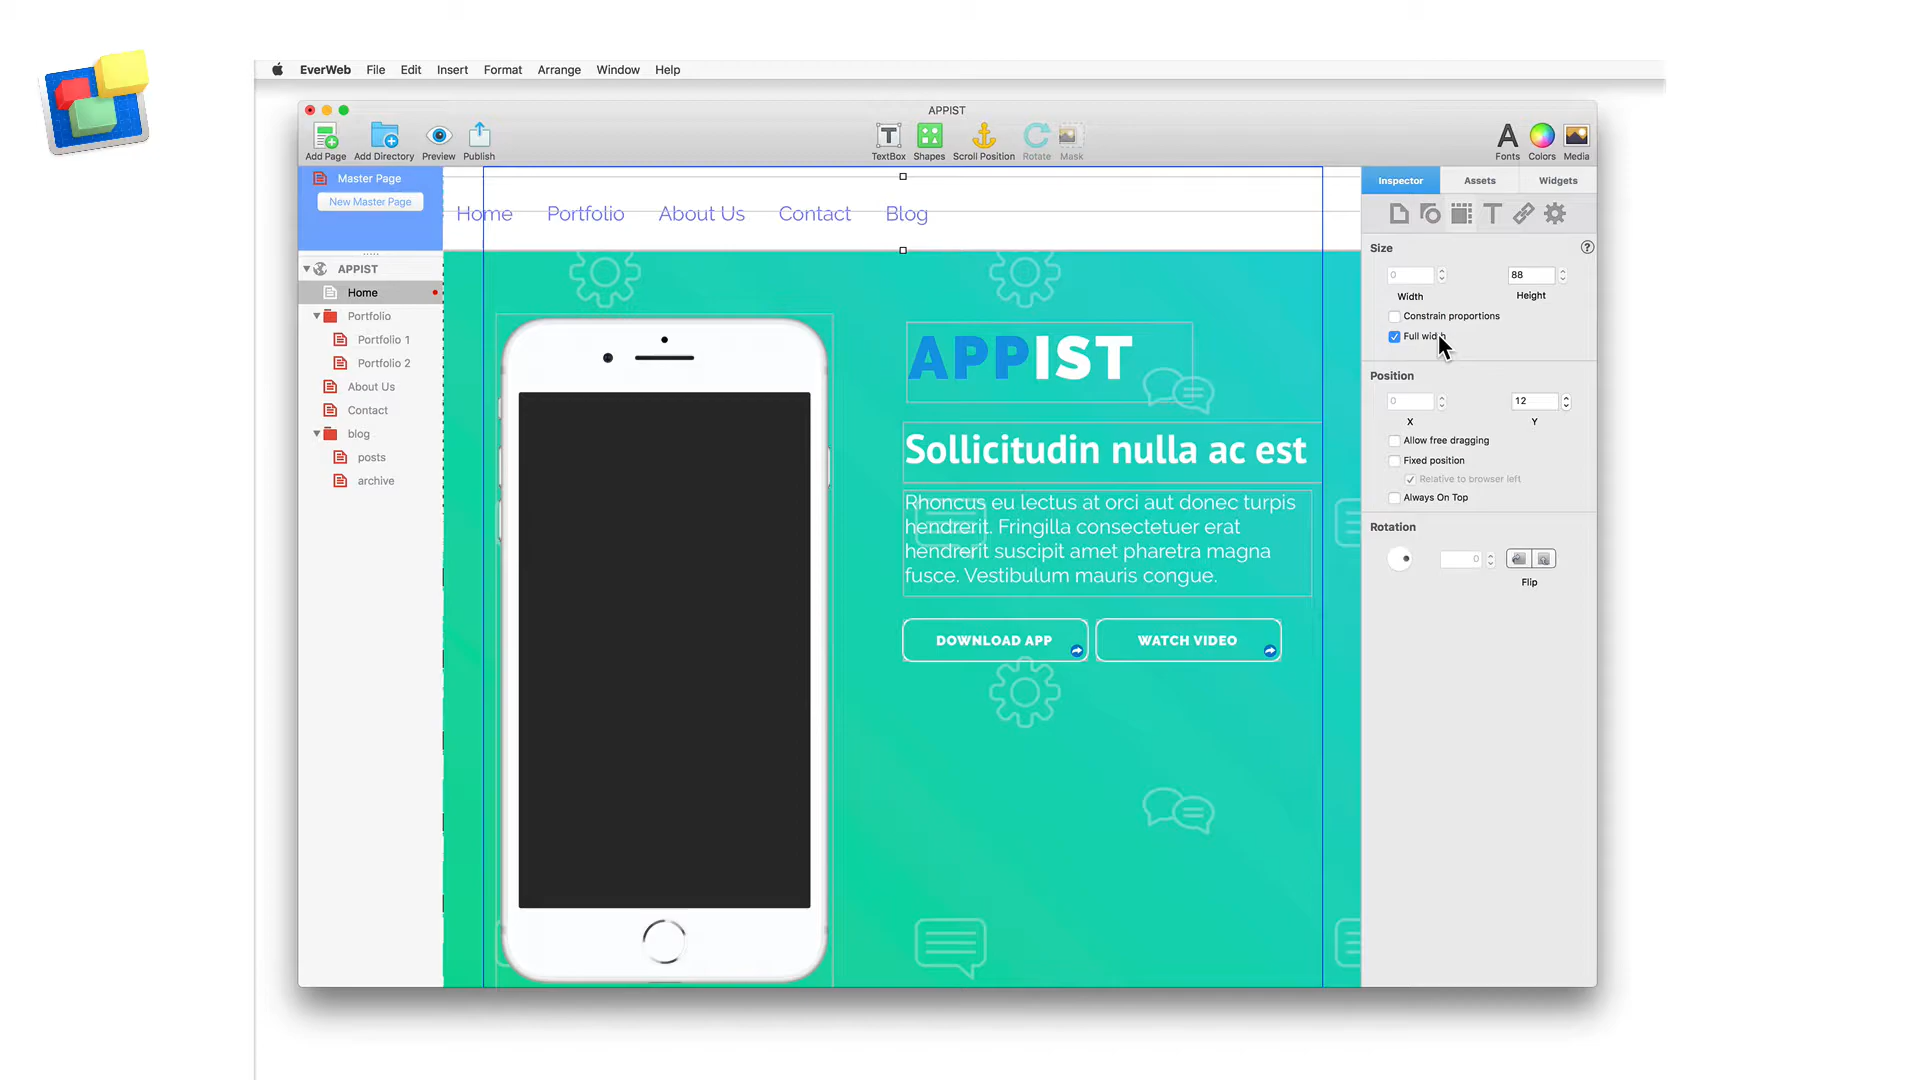 EverWeb File Edit Insert Format Arrange Window Help
APPIST
Add Page Add Directory Preview Publish TextBox Shapes Scroll Position Rotate Mask Fonts Colors Media
Master Page
New Master Page
APPIST
Home
Portfolio
Portfolio 1
Portfolio 2
About Us
Contact
blog
posts
archive
Home Portfolio About Us Contact Blog
APPIST
Sollicitudin nulla ac est
Rhoncus eu lectus at orci aut donec turpis
hendrerit. Fringilla consectetuer erat
hendrerit suscipit amet pharetra magna
fusce. Vestibulum mauris congue.
DOWNLOAD APP WATCH VIDEO
Inspector Assets Widgets
Size
0 88
Width Height
Constrain proportions
Full width
Position
0 12
X Y
Allow free dragging
Fixed position
Relative to browser left
Always On Top
Rotation
0
Flip